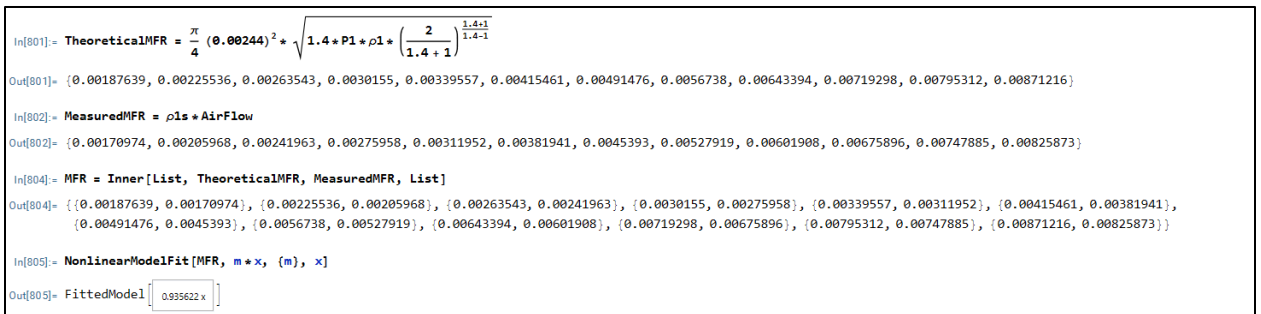 In[801]:= TheoreticalMFR = π/4 (0.00244)^2 * √(1.4 * P1 * ρ1 * (2/(1.4 + 1))^((1.4+1)/(1.4-1)))
Out[801]= {0.00187639, 0.00225536, 0.00263543, 0.0030155, 0.00339557, 0.00415461, 0.00491476, 0.0056738, 0.00643394, 0.00719298, 0.00795312, 0.00871216}
In[802]:= MeasuredMFR = ρ1s * AirFlow
Out[802]= {0.00170974, 0.00205968, 0.00241963, 0.00275958, 0.00311952, 0.00381941, 0.0045393, 0.00527919, 0.00601908, 0.00675896, 0.00747885, 0.00825873}
In[804]:= MFR = Inner[List, TheoreticalMFR, MeasuredMFR, List]
Out[804]= {{0.00187639, 0.00170974}, {0.00225536, 0.00205968}, {0.00263543, 0.00241963}, {0.0030155, 0.00275958}, {0.00339557, 0.00311952}, {0.00415461, 0.00381941},
{0.00491476, 0.0045393}, {0.0056738, 0.00527919}, {0.00643394, 0.00601908}, {0.00719298, 0.00675896}, {0.00795312, 0.00747885}, {0.00871216, 0.00825873}}
In[805]:= NonlinearModelFit[MFR, m * x, {m}, x]
Out[805]= FittedModel[ 0.935622 x ]